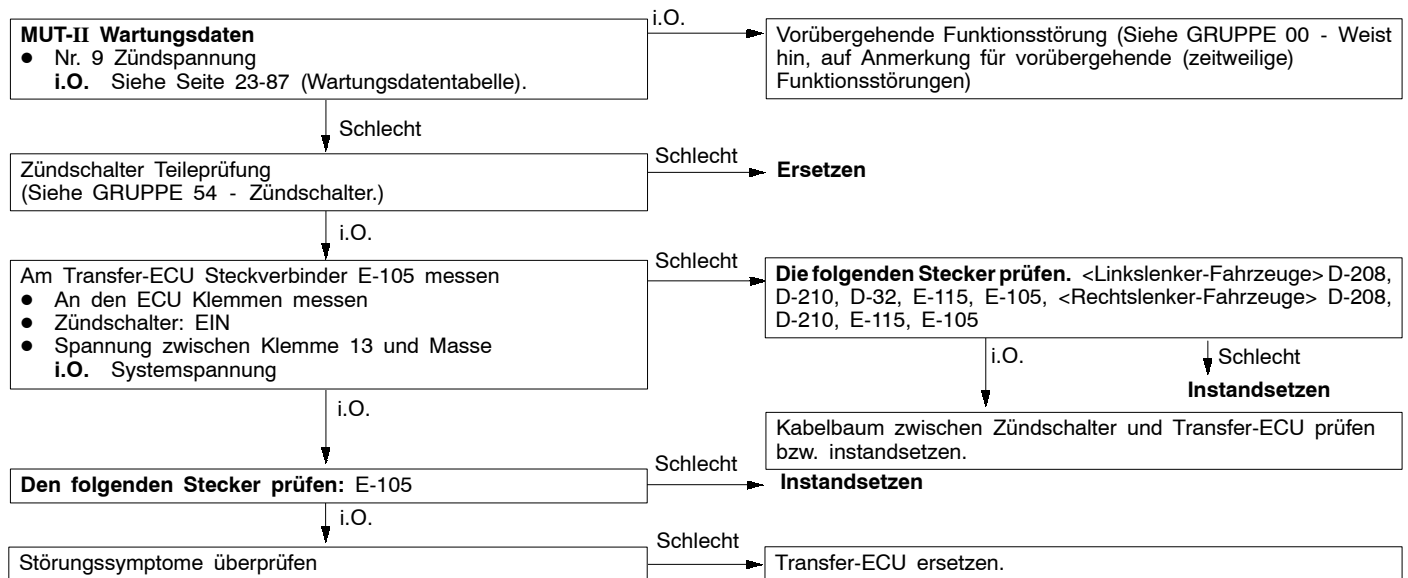 MUT-II Wartungsdaten
● Nr. 9 Zündspannung
i.O. Siehe Seite 23-87 (Wartungsdatentabelle).
i.O.
Vorübergehende Funktionsstörung (Siehe GRUPPE 00 - Weist
hin, auf Anmerkung für vorübergehende (zeitweilige)
Funktionsstörungen)
Schlecht
Zündschalter Teileprüfung
(Siehe GRUPPE 54 - Zündschalter.)
Schlecht
Ersetzen
i.O.
Am Transfer-ECU Steckverbinder E-105 messen
● An den ECU Klemmen messen
● Zündschalter: EIN
● Spannung zwischen Klemme 13 und Masse
i.O. Systemspannung
Schlecht
Die folgenden Stecker prüfen. <Linkslenker-Fahrzeuge> D-208,
D-210, D-32, E-115, E-105, <Rechtslenker-Fahrzeuge> D-208,
D-210, E-115, E-105
i.O.
Schlecht
Instandsetzen
Kabelbaum zwischen Zündschalter und Transfer-ECU prüfen
bzw. instandsetzen.
i.O.
Den folgenden Stecker prüfen: E-105
Schlecht
Instandsetzen
i.O.
Störungssymptome überprüfen
Schlecht
Transfer-ECU ersetzen.